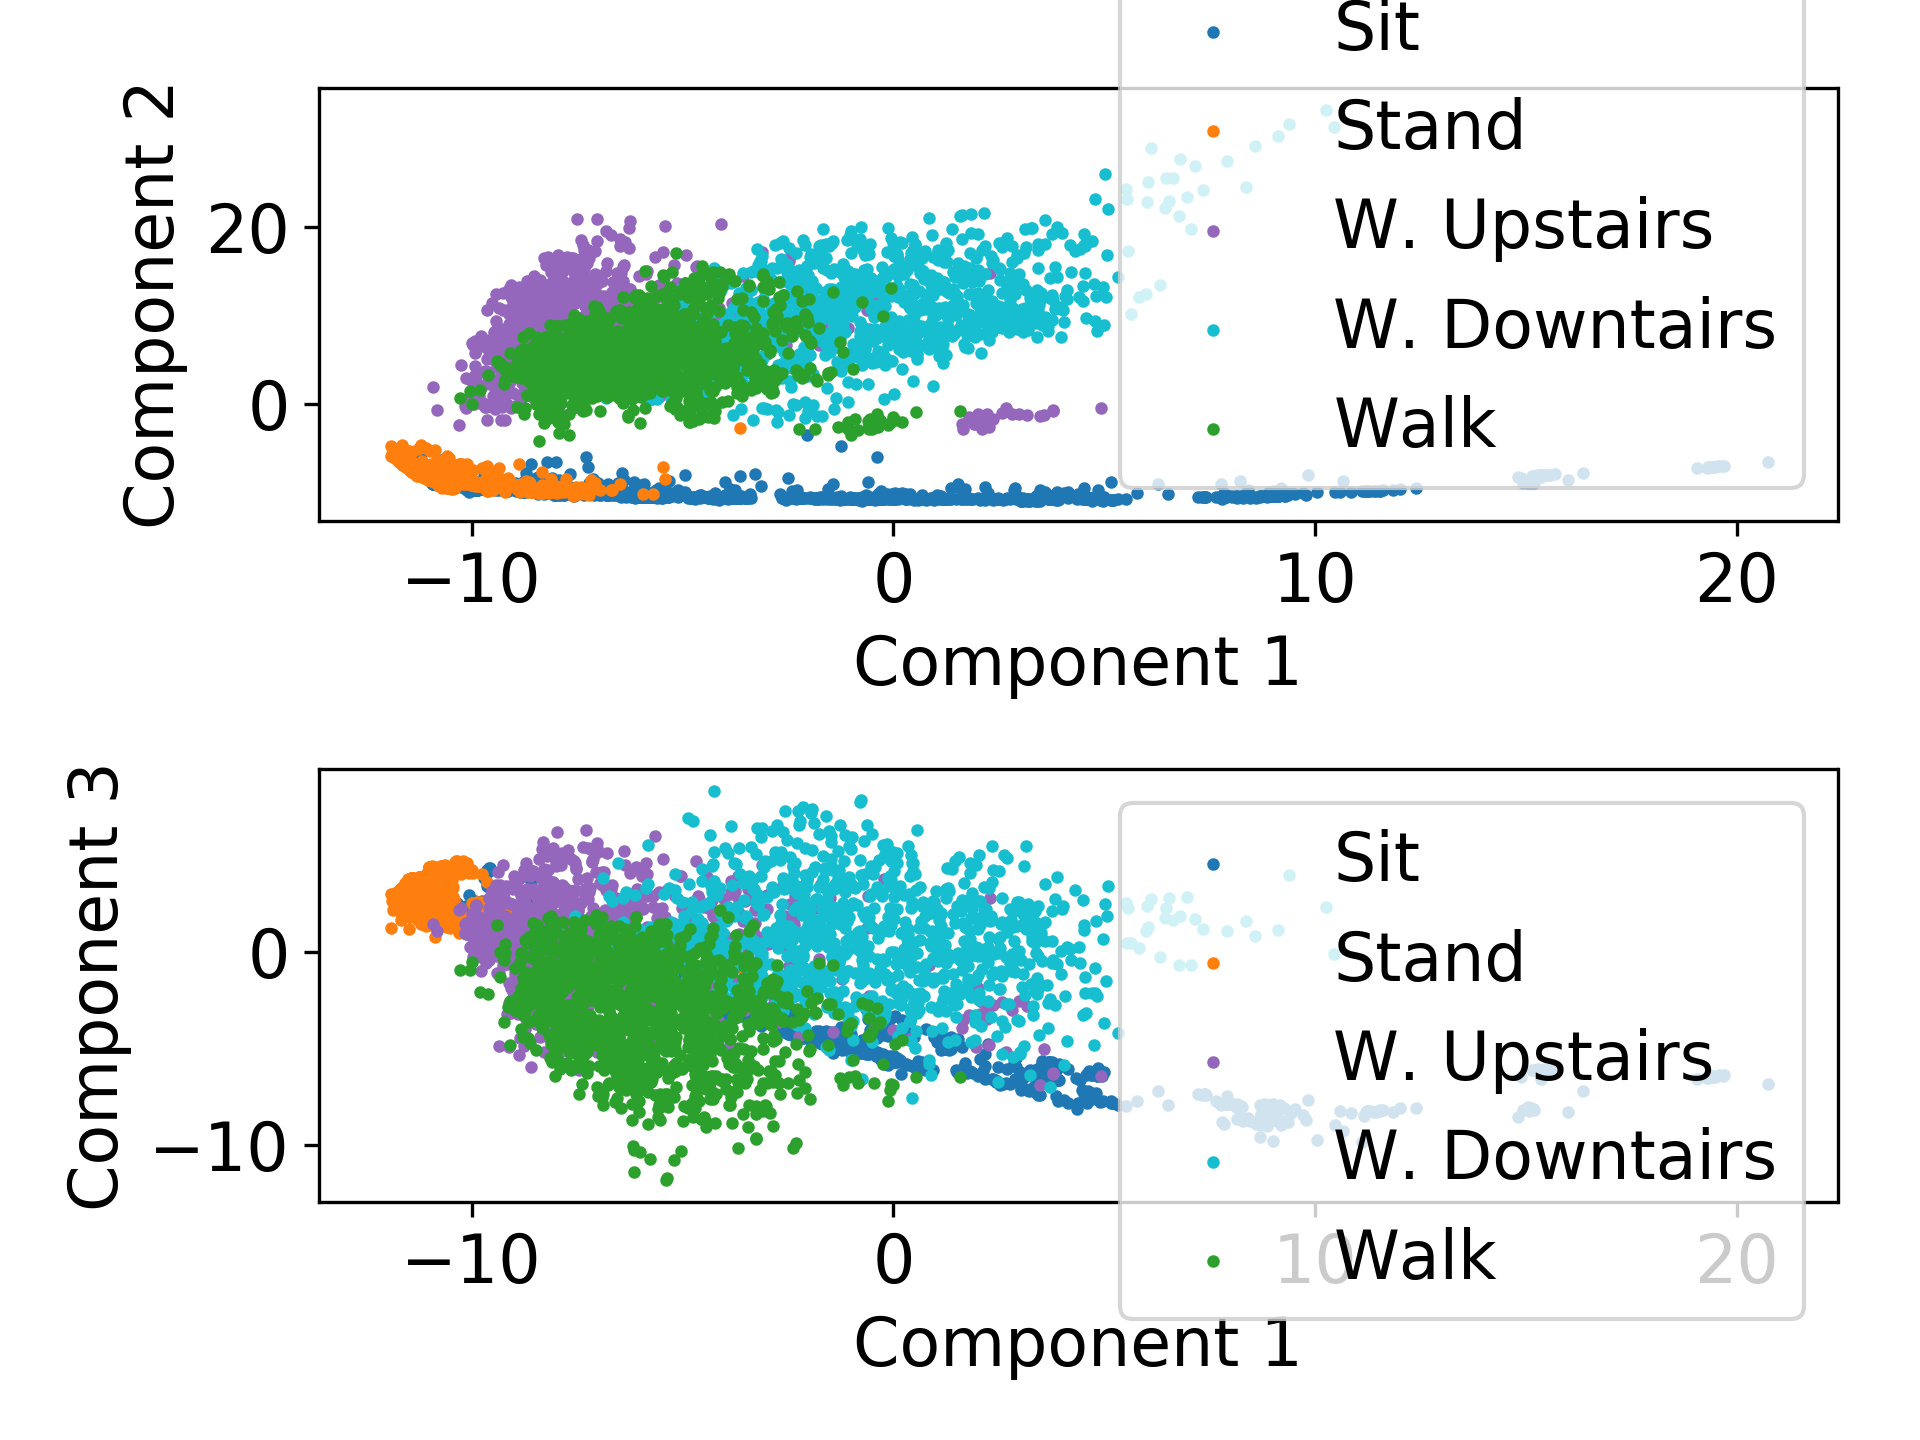 Sit
Stand
W. Upstairs
W. Downtairs
Walk
Component 2
20
0
−10
0
10
20
Component 1
Component 3
0
−10
Sit
Stand
W. Upstairs
W. Downtairs
Walk
−10
0
10
20
Component 1